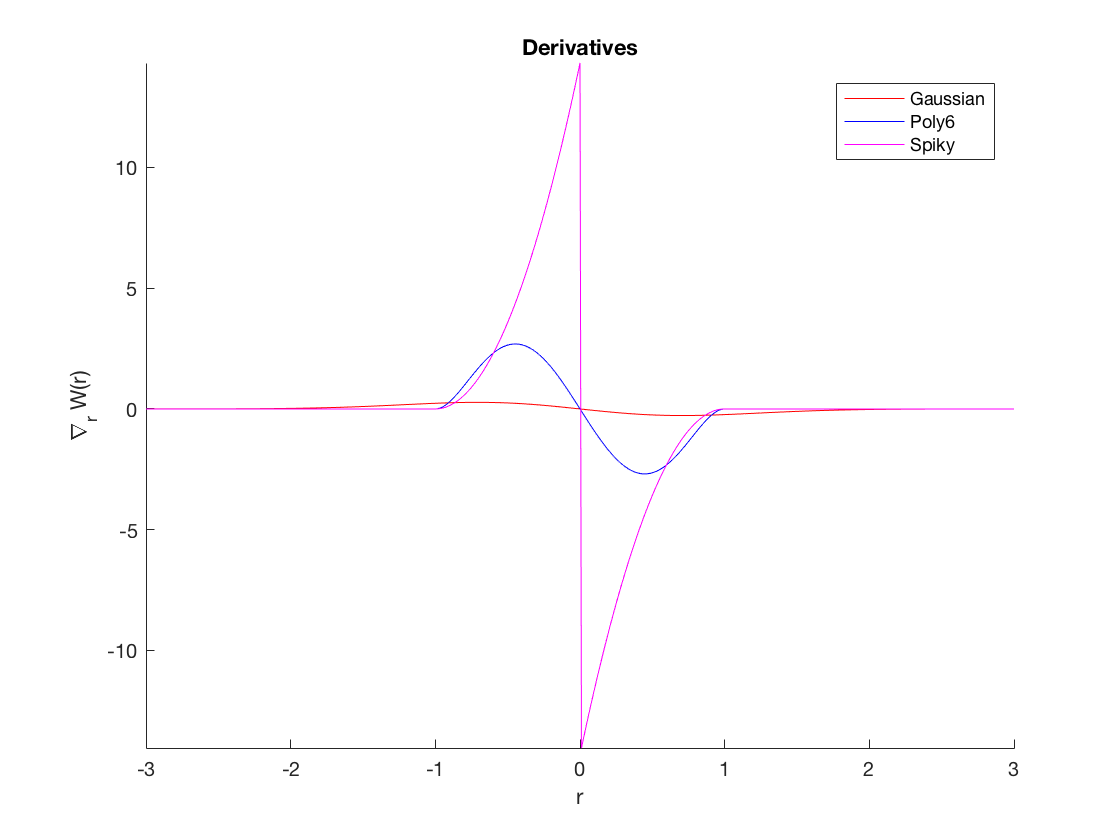 Derivatives
Gaussian
Poly6
Spiky
10
5
0
-5
-10
∇r W(r)
-3 -2 -1 0 1 2 3
r